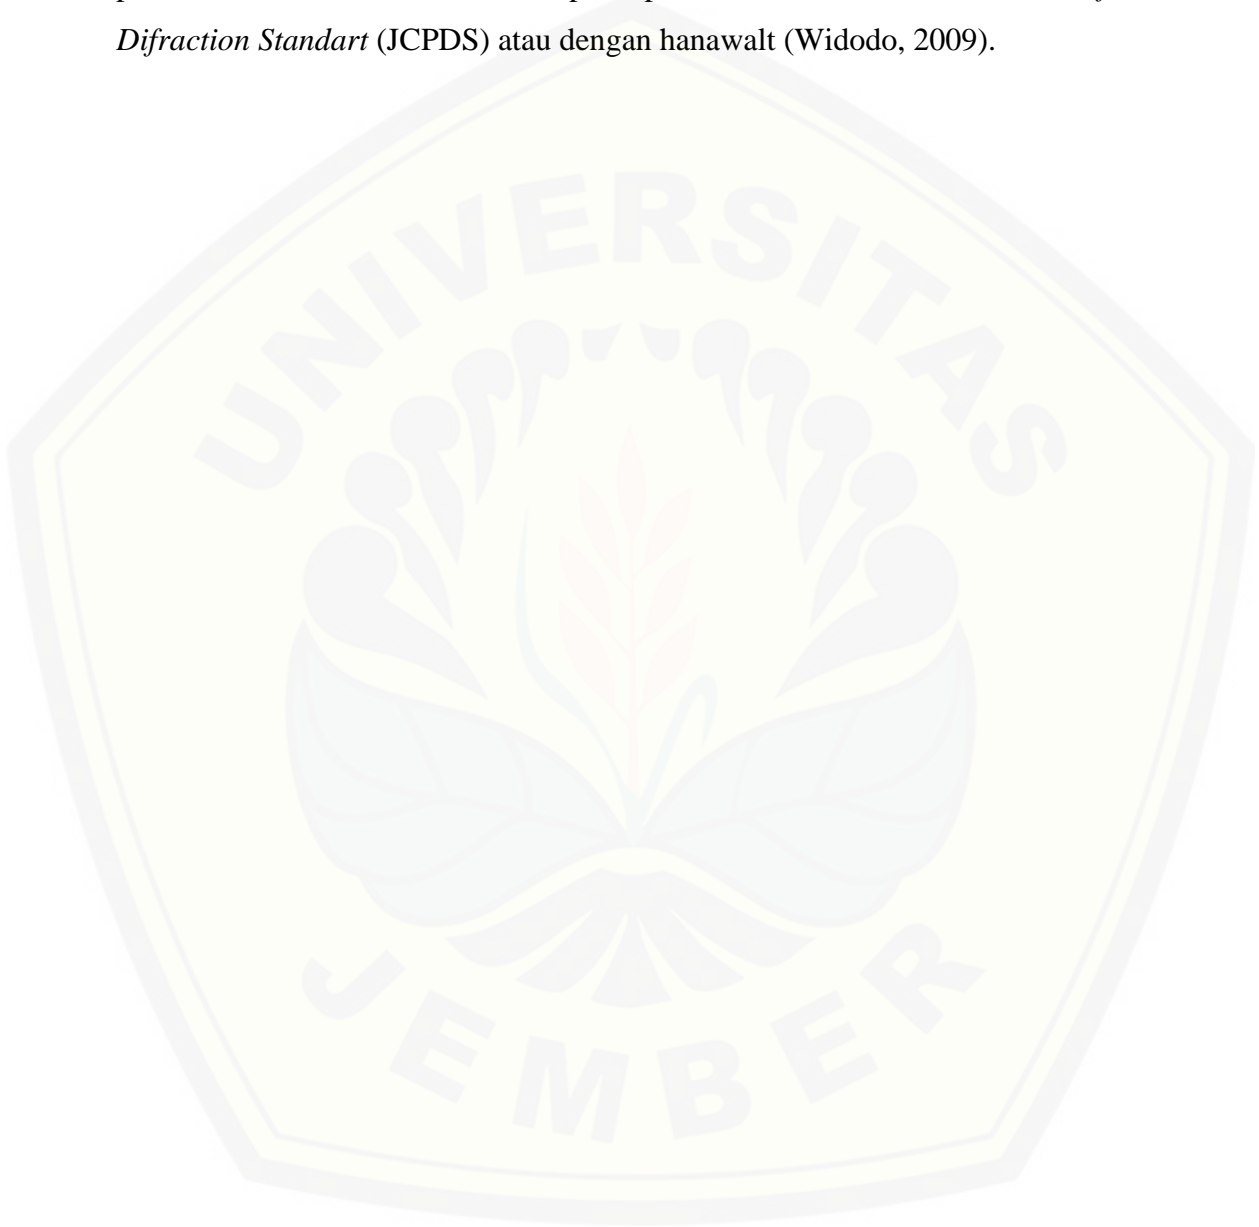 Difraction Standart (JCPDS) atau dengan hanawalt (Widodo, 2009).
UNIVERSITAS
JEMBER